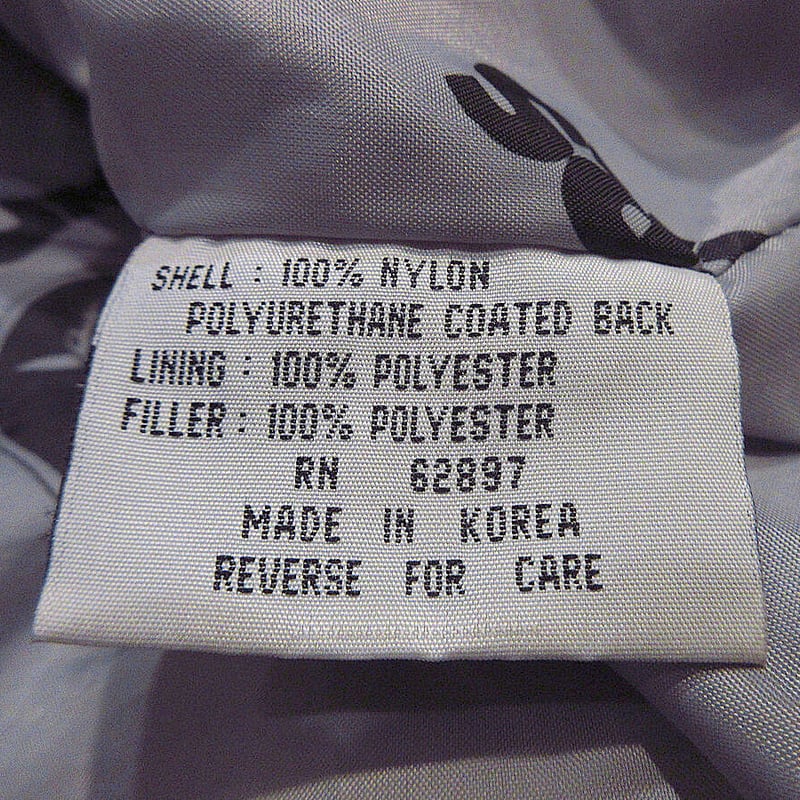 SHELL : 100% NYLON
POLYURETHANE COATED BACK
LINING : 100% POLYESTER
FILLER : 100% POLYESTER
RN 62897
MADE IN KOREA
REVERSE FOR CARE